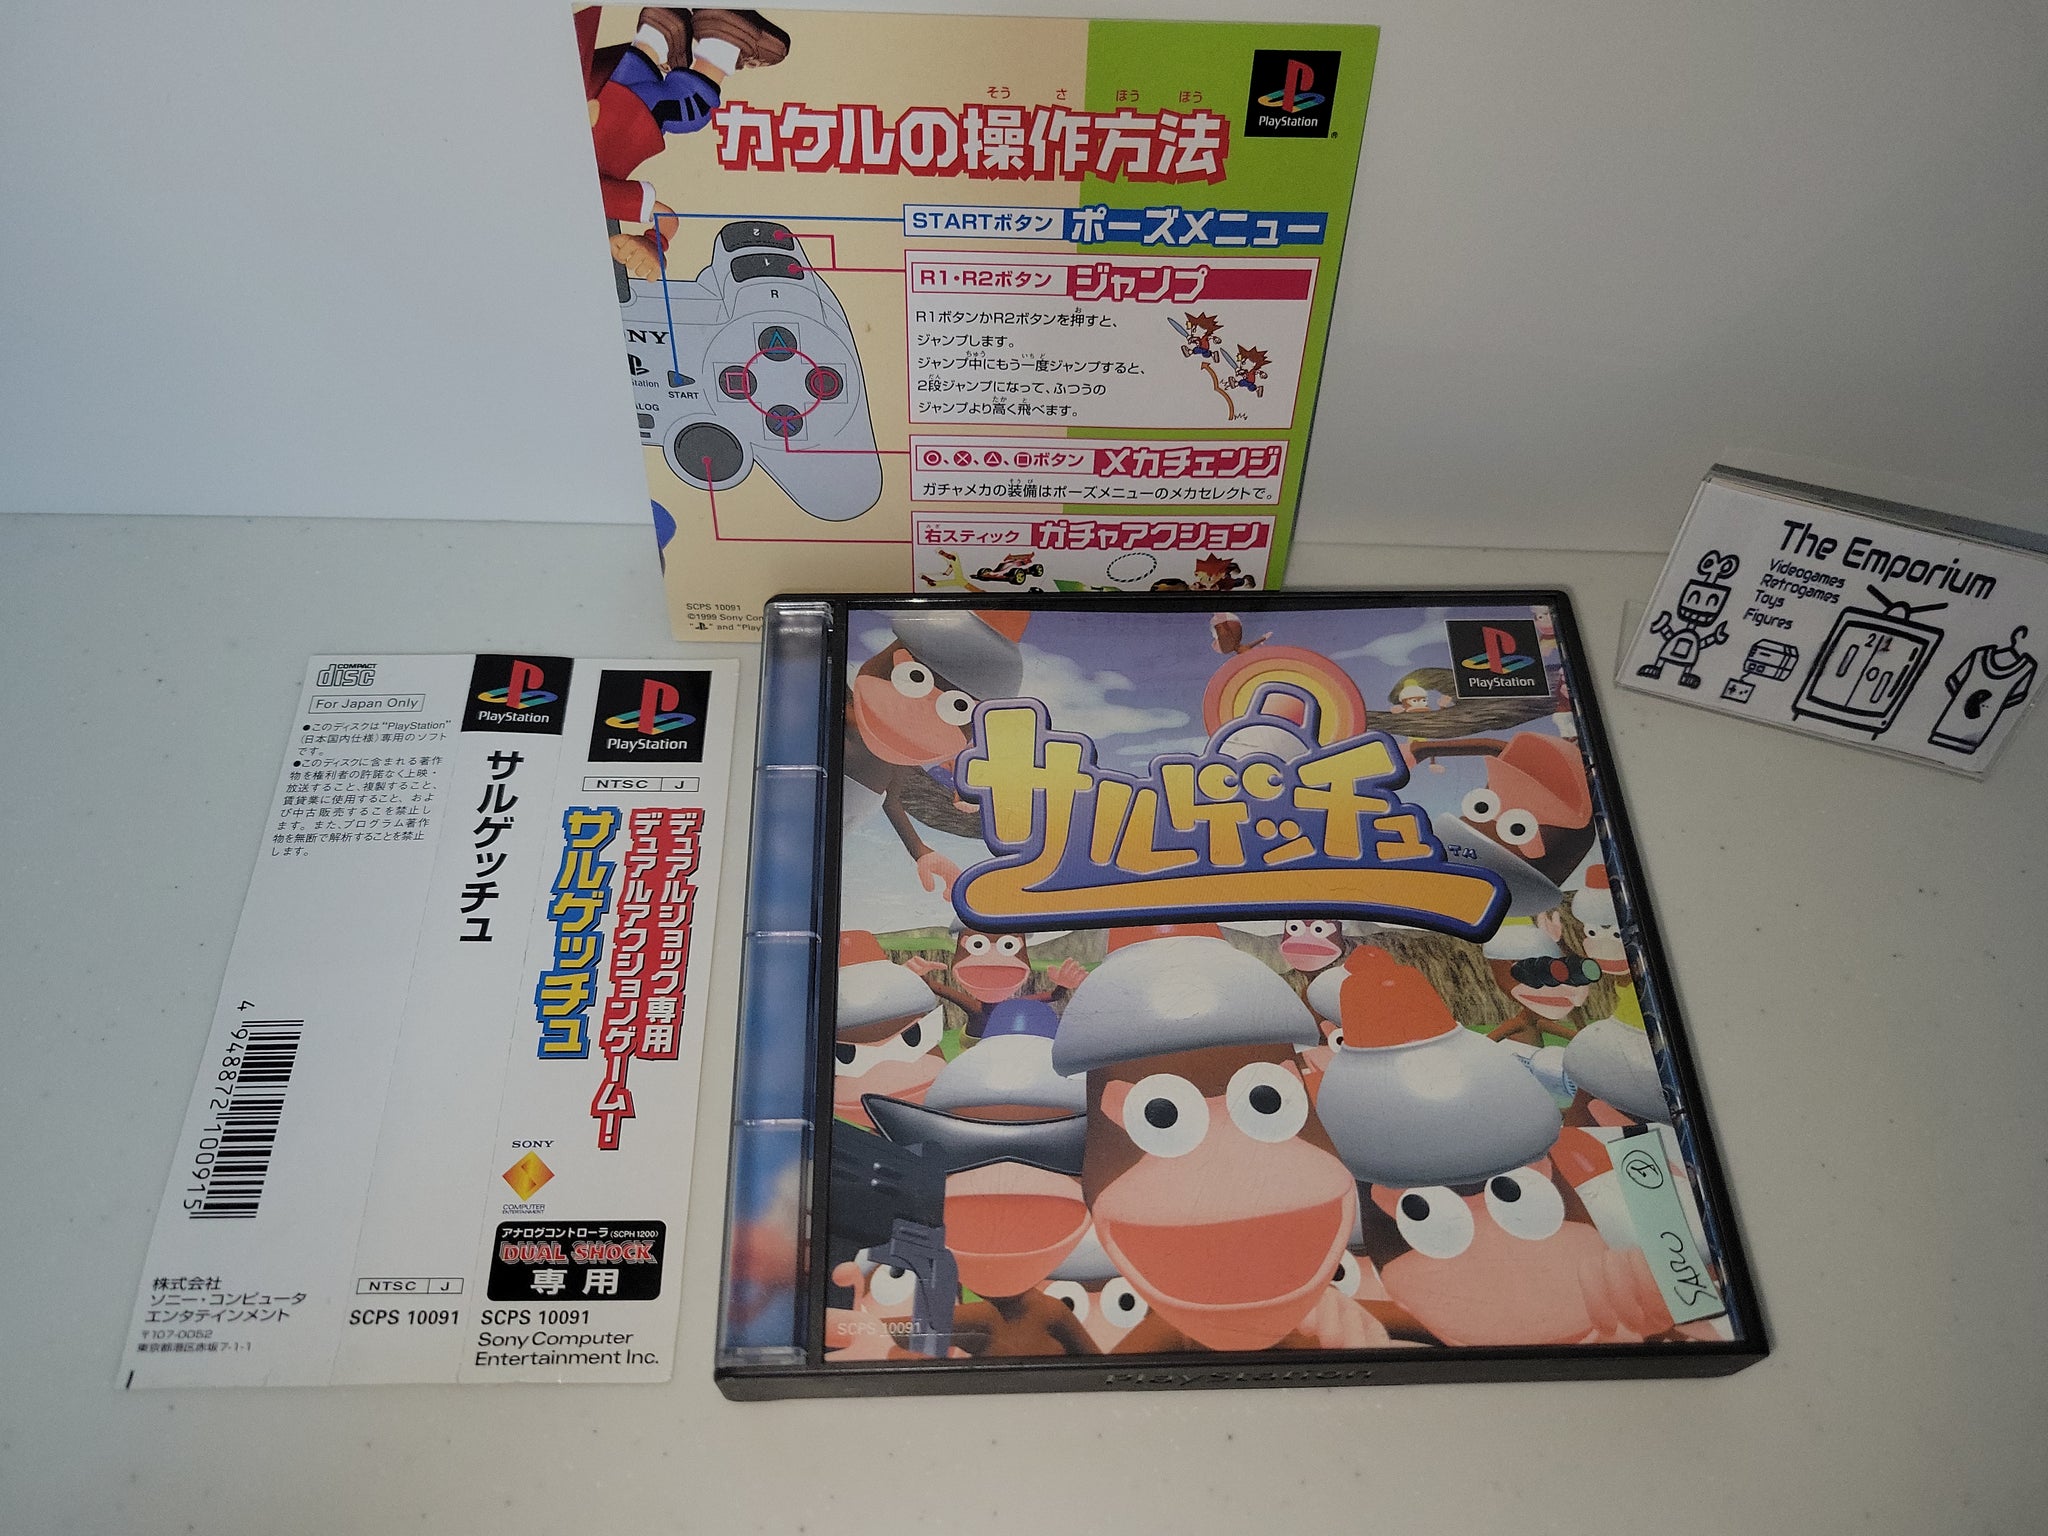 カケルの操作方法
そう さ ほう ほう
PlayStation
®
STARTボタン ポーズメニュー
R1・R2ボタン ジャンプ
R1ボタンかR2ボタンを押すと、
ジャンプします。
ジャンプ中にもう一度ジャンプすると、
2段ジャンプになって、ふつうの
ジャンプより高く飛べます。
○、×、△、□ボタン メカチェンジ
ガチャメカの装備はポーズメニューのメカセレクトで。
右スティック ガチャアクション
2
1
R
NY
Station
START
LOG
SCPS 10091
©1999 Sony Com
" " and "Play
The Emporium
Videogames
Retrogames
Toys
Figures
21
COMPACT
disc
For Japan Only
●このディスクは"PlayStation"
(日本国内仕様)専用のソフト
です。
●このディスクに含まれる著作
物を権利者の許諾なく上映・
放送すること、複製すること、
賃貸業に使用すること、およ
び中古販売することを禁止し
ます。また、プログラム著作
物を無断で解析することを禁止
します。
4 948872 100915
株式会社
ソニー・コンピュータ
エンタテインメント
〒107-0052
東京都港区赤坂7-1-1
PlayStation
サルゲッチュ
NTSC J
SCPS 10091
PlayStation
NTSC J
デュアルショック専用
デュアルアクションゲーム!
サルゲッチュ
SONY
COMPUTER
ENTERTAINMENT
アナログコントローラ(SCPH1200)
DUAL SHOCK
専用
SCPS 10091
Sony Computer
Entertainment Inc.
PlayStation
サルゲッチュ
TM
SCPS 10091
SARU
PlayStation